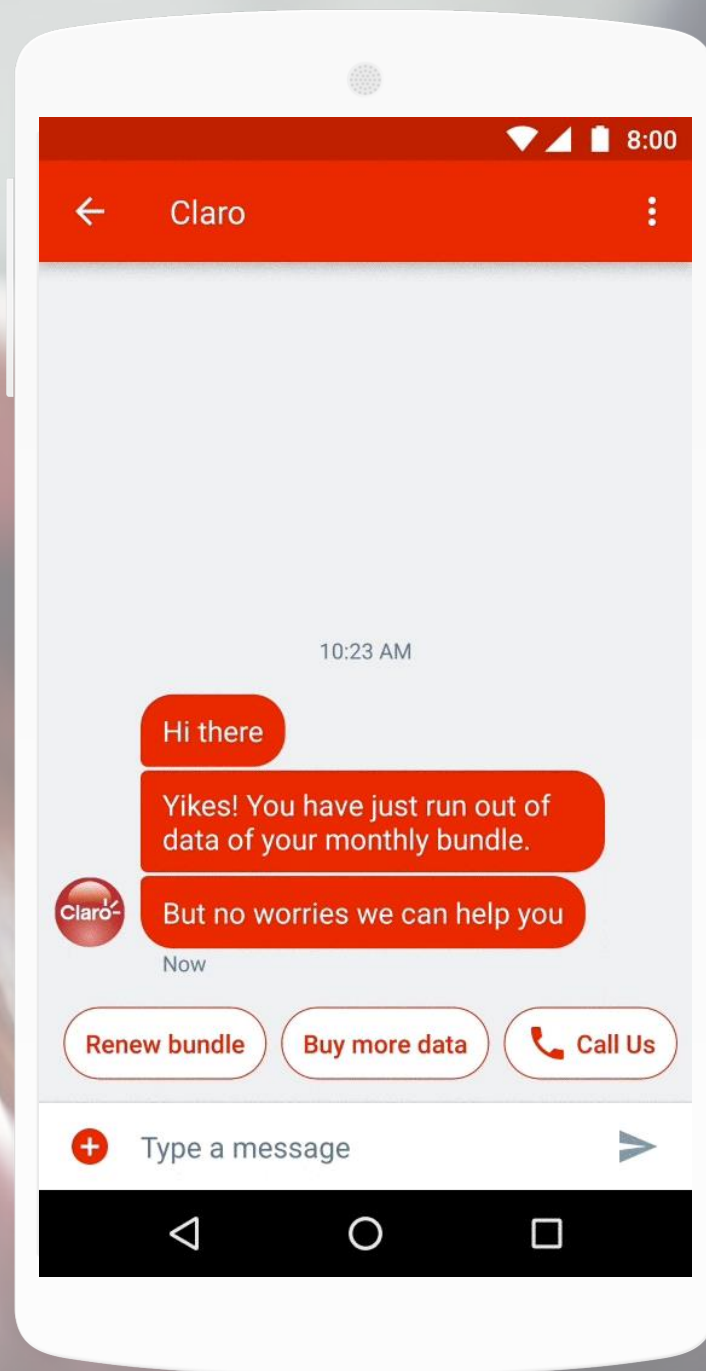 8:00
Claro
10:23 AM
Hi there
Yikes! You have just run out of
data of your monthly bundle.
Claro-
But no worries we can help you
Now
Renew bundle
Buy more data
Call Us
Type a message